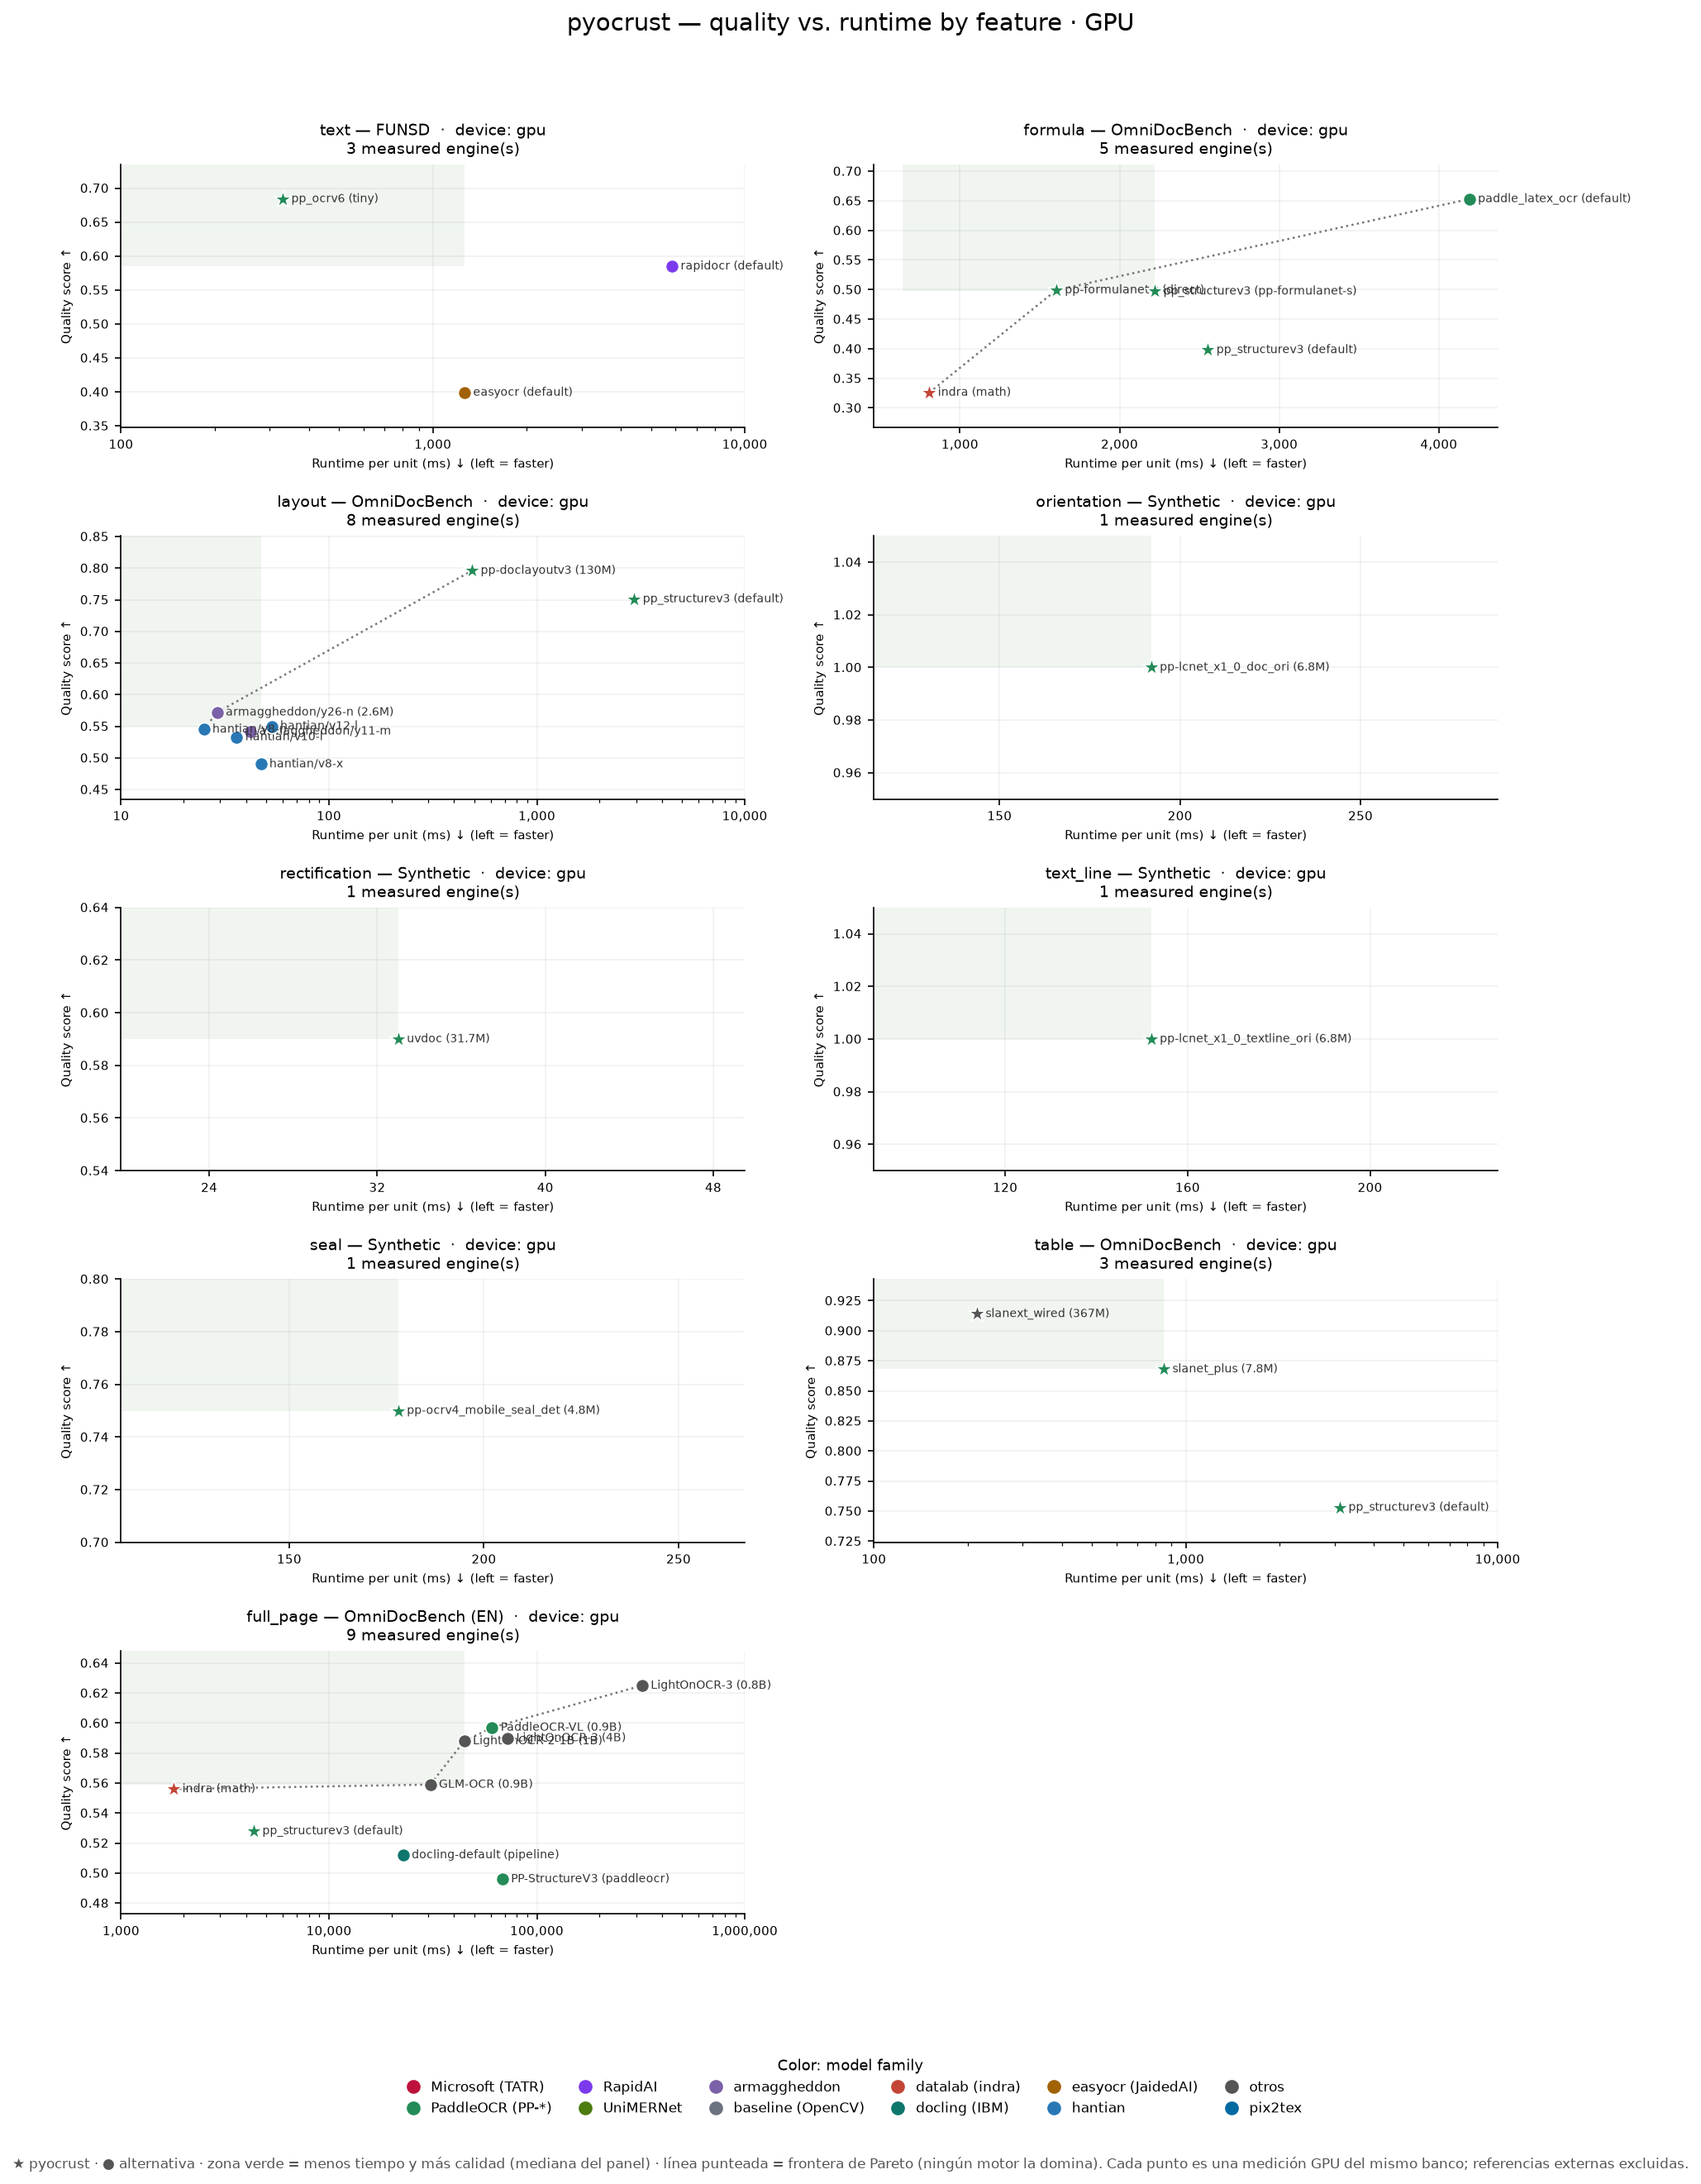 pyocrust — quality vs. runtime by feature · GPU
text — FUNSD · device: gpu
3 measured engine(s)
Quality score ↑
0.70
0.65
0.60
0.55
0.50
0.45
0.40
0.35
pp_ocrv6 (tiny)
rapidocr (default)
easyocr (default)
100
1,000
10,000
Runtime per unit (ms) ↓ (left = faster)
formula — OmniDocBench · device: gpu
5 measured engine(s)
Quality score ↑
0.70
0.65
0.60
0.55
0.50
0.45
0.40
0.35
0.30
paddle_latex_ocr (default)
pp_structurev3 (pp-formulanet-s)
pp_structurev3 (default)
indra (math)
1,000
2,000
3,000
4,000
Runtime per unit (ms) ↓ (left = faster)
layout — OmniDocBench · device: gpu
8 measured engine(s)
Quality score ↑
0.85
0.80
0.75
0.70
0.65
0.60
0.55
0.50
0.45
pp-doclayoutv3 (130M)
pp_structurev3 (default)
armaggheddon/y26-n (2.6M)
hantian/v12-l
hantian/v10-l
hantian/v8-x
10
100
1,000
10,000
Runtime per unit (ms) ↓ (left = faster)
orientation — Synthetic · device: gpu
1 measured engine(s)
Quality score ↑
1.04
1.02
1.00
0.98
0.96
pp-lcnet_x1_0_doc_ori (6.8M)
150
200
250
Runtime per unit (ms) ↓ (left = faster)
rectification — Synthetic · device: gpu
1 measured engine(s)
Quality score ↑
0.64
0.62
0.60
0.58
0.56
0.54
uvdoc (31.7M)
24
32
40
48
Runtime per unit (ms) ↓ (left = faster)
text_line — Synthetic · device: gpu
1 measured engine(s)
Quality score ↑
1.04
1.02
1.00
0.98
0.96
pp-lcnet_x1_0_textline_ori (6.8M)
120
160
200
Runtime per unit (ms) ↓ (left = faster)
seal — Synthetic · device: gpu
1 measured engine(s)
Quality score ↑
0.80
0.78
0.76
0.74
0.72
0.70
pp-ocrv4_mobile_seal_det (4.8M)
150
200
250
Runtime per unit (ms) ↓ (left = faster)
table — OmniDocBench · device: gpu
3 measured engine(s)
Quality score ↑
0.925
0.900
0.875
0.850
0.825
0.800
0.775
0.750
0.725
slanext_wired (367M)
slanet_plus (7.8M)
pp_structurev3 (default)
100
1,000
10,000
Runtime per unit (ms) ↓ (left = faster)
full_page — OmniDocBench (EN) · device: gpu
9 measured engine(s)
Quality score ↑
0.64
0.62
0.60
0.58
0.56
0.54
0.52
0.50
0.48
LightOnOCR-3 (0.8B)
PaddleOCR-VL (0.9B)
LightOnOCR-3 (4B)
LightOnOCR-2-1B (1B)
GLM-OCR (0.9B)
indra (math)
pp_structurev3 (default)
docling-default (pipeline)
PP-StructureV3 (paddleocr)
1,000
10,000
100,000
1,000,000
Runtime per unit (ms) ↓ (left = faster)
Color: model family
Microsoft (TATR) RapidAI armaggheddon datalab (indra) easyocr (JaidedAI) otros
PaddleOCR (PP-*) UniMERNet baseline (OpenCV) docling (IBM) hantian pix2tex
★ pyocrust · ● alternativa · zona verde = menos tiempo y más calidad (mediana del panel) · línea punteada = frontera de Pareto (ningún motor la domina). Cada punto es una medición GPU del mismo banco; referencias externas excluidas.